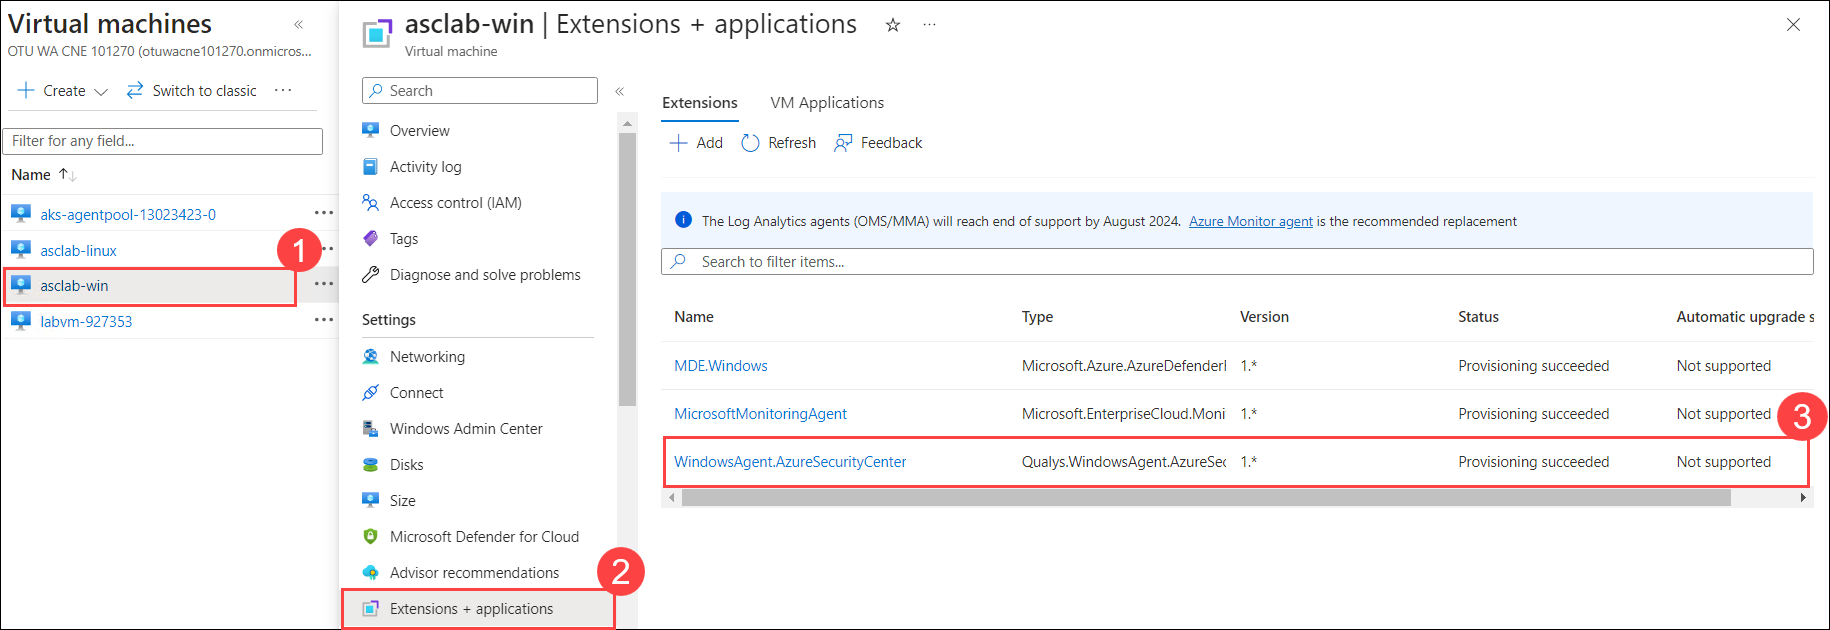 Virtual machines
«
OTU WA CNE 101270 (otuwacne101270.onmicros...
Create
Switch to classic
...
Filter for any field...
Name
aks-agentpool-13023423-0
asclab-linux
asclab-win
labvm-927353
1
asclab-win | Extensions + applications
...
Virtual machine
Search
«
Overview
Activity log
Access control (IAM)
Tags
Diagnose and solve problems
Settings
Networking
Connect
Windows Admin Center
Disks
Size
Microsoft Defender for Cloud
Advisor recommendations
Extensions + applications
2
Extensions VM Applications
Add Refresh Feedback
The Log Analytics agents (OMS/MMA) will reach end of support by August 2024. Azure Monitor agent is the recommended replacement
Search to filter items...
Name Type Version Status Automatic upgrade s
MDE.Windows Microsoft.Azure.AzureDefenderI 1.* Provisioning succeeded Not supported
MicrosoftMonitoringAgent Microsoft.EnterpriseCloud.Moni 1.* Provisioning succeeded Not supported
3
WindowsAgent.AzureSecurityCenter Qualys.WindowsAgent.AzureSec 1.* Provisioning succeeded Not supported